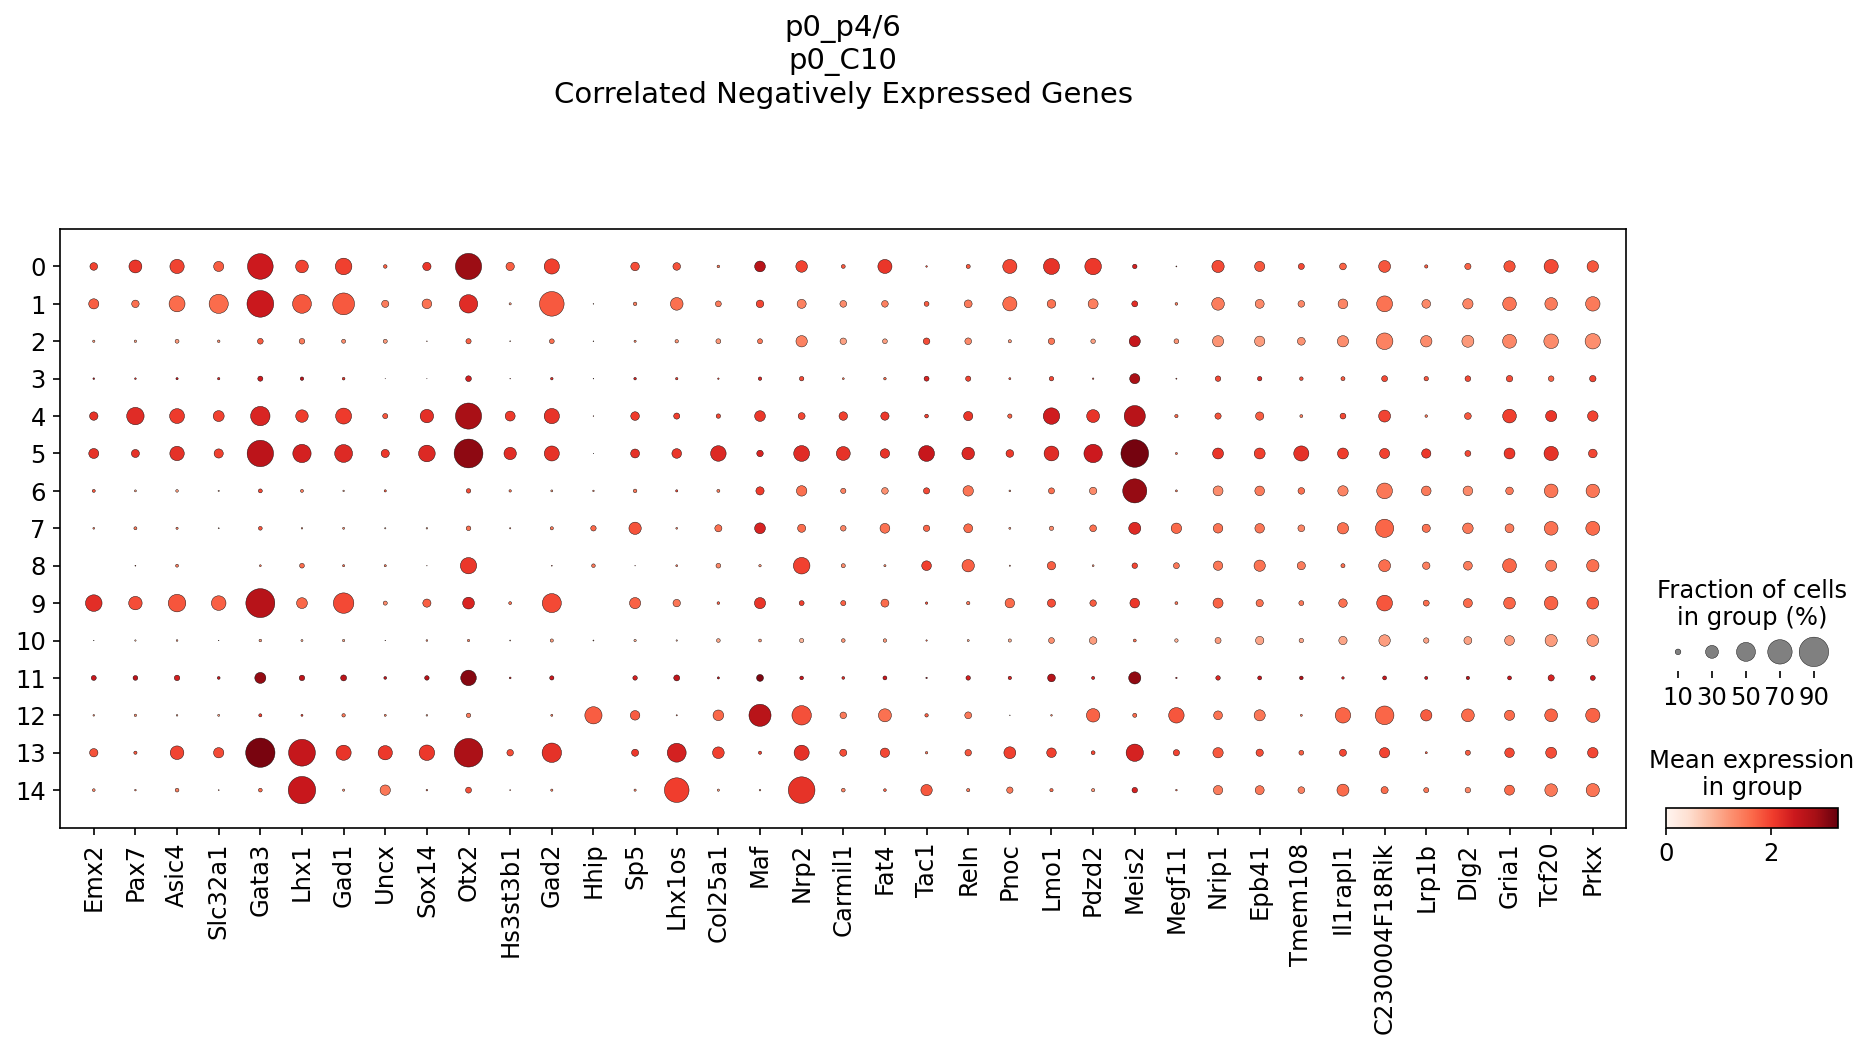 p0_p4/6
p0_C10
Correlated Negatively Expressed Genes
0
1
2
3
4
5
6
7
8
9
10
11
12
13
14
Emx2
Pax7
Asic4
Slc32a1
Gata3
Lhx1
Gad1
Uncx
Sox14
Otx2
Hs3st3b1
Gad2
Hhip
Sp5
Lhx1os
Col25a1
Maf
Nrp2
Carmil1
Fat4
Tac1
Reln
Pnoc
Lmo1
Pdzd2
Meis2
Megf11
Nrip1
Epb41
Tmem108
Il1rapl1
C230004F18Rik
Lrp1b
Dlg2
Gria1
Tcf20
Prkx
Fraction of cells
in group (%)
10 30 50 70 90
Mean expression
in group
0 2